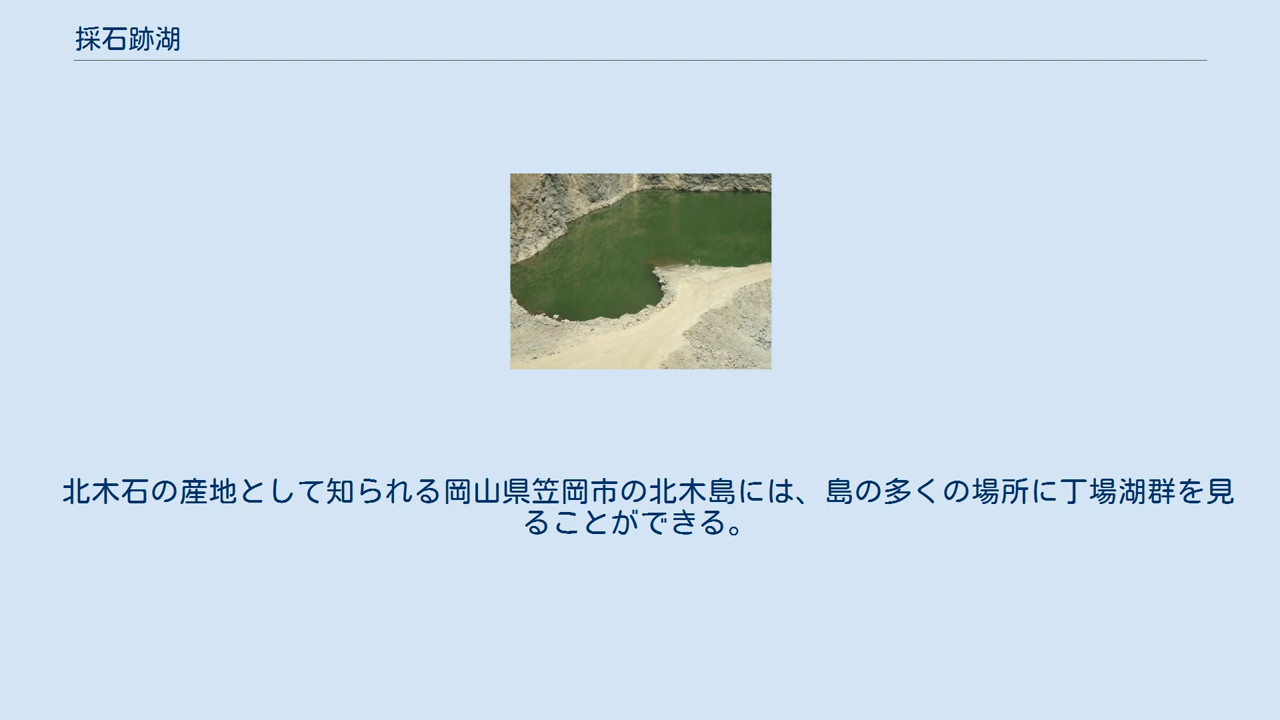 採石跡湖
北木石の産地として知られる岡山県笠岡市の北木島には、島の多くの場所に丁場湖群を見
ることができる。